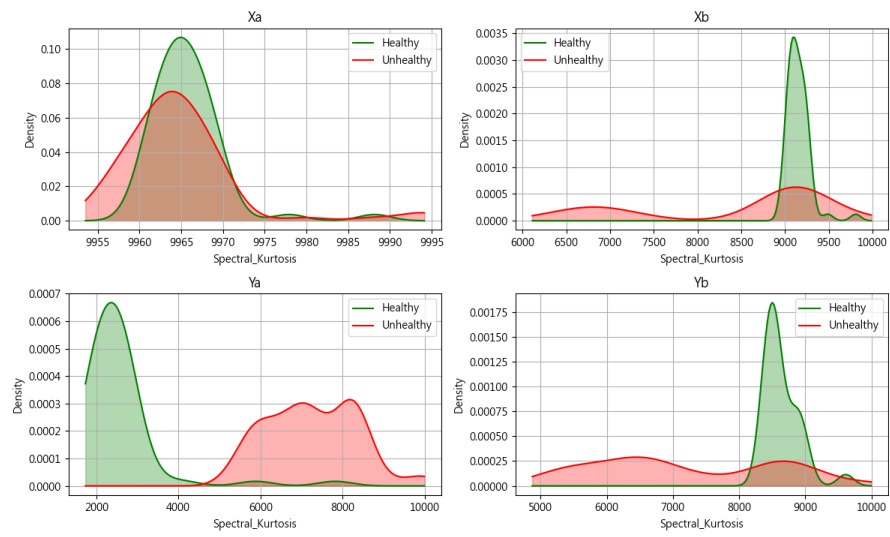 Xa
Healthy
Unhealthy
Density
0.10
0.08
0.06
0.04
0.02
0.00
9955 9960 9965 9970 9975 9980 9985 9990 9995
Spectral_Kurtosis
Xb
Healthy
Unhealthy
Density
0.0035
0.0030
0.0025
0.0020
0.0015
0.0010
0.0005
0.0000
6000 6500 7000 7500 8000 8500 9000 9500 10000
Spectral_Kurtosis
Ya
Healthy
Unhealthy
Density
0.0007
0.0006
0.0005
0.0004
0.0003
0.0002
0.0001
0.0000
2000 4000 6000 8000 10000
Spectral_Kurtosis
Yb
Healthy
Unhealthy
Density
0.00175
0.00150
0.00125
0.00100
0.00075
0.00050
0.00025
0.00000
5000 6000 7000 8000 9000 10000
Spectral_Kurtosis